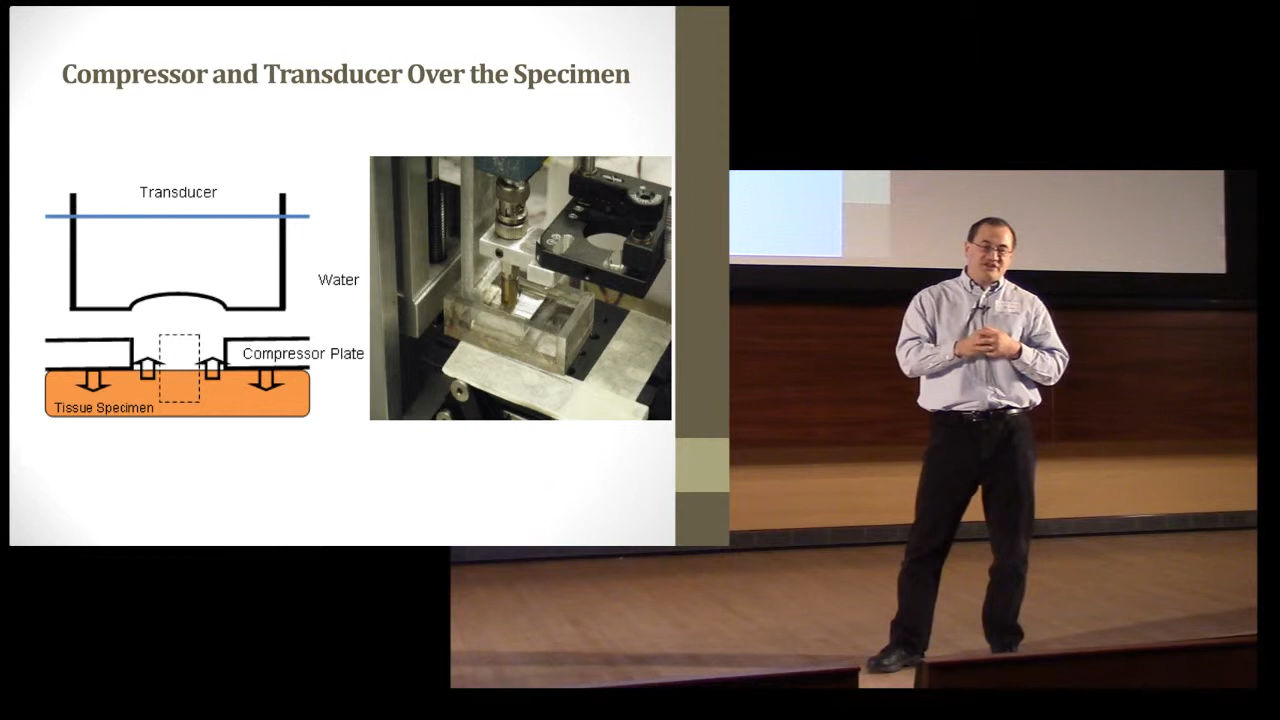 Compressor and Transducer Over the Specimen
Transducer
Water
Compressor Plate
Tissue Specimen